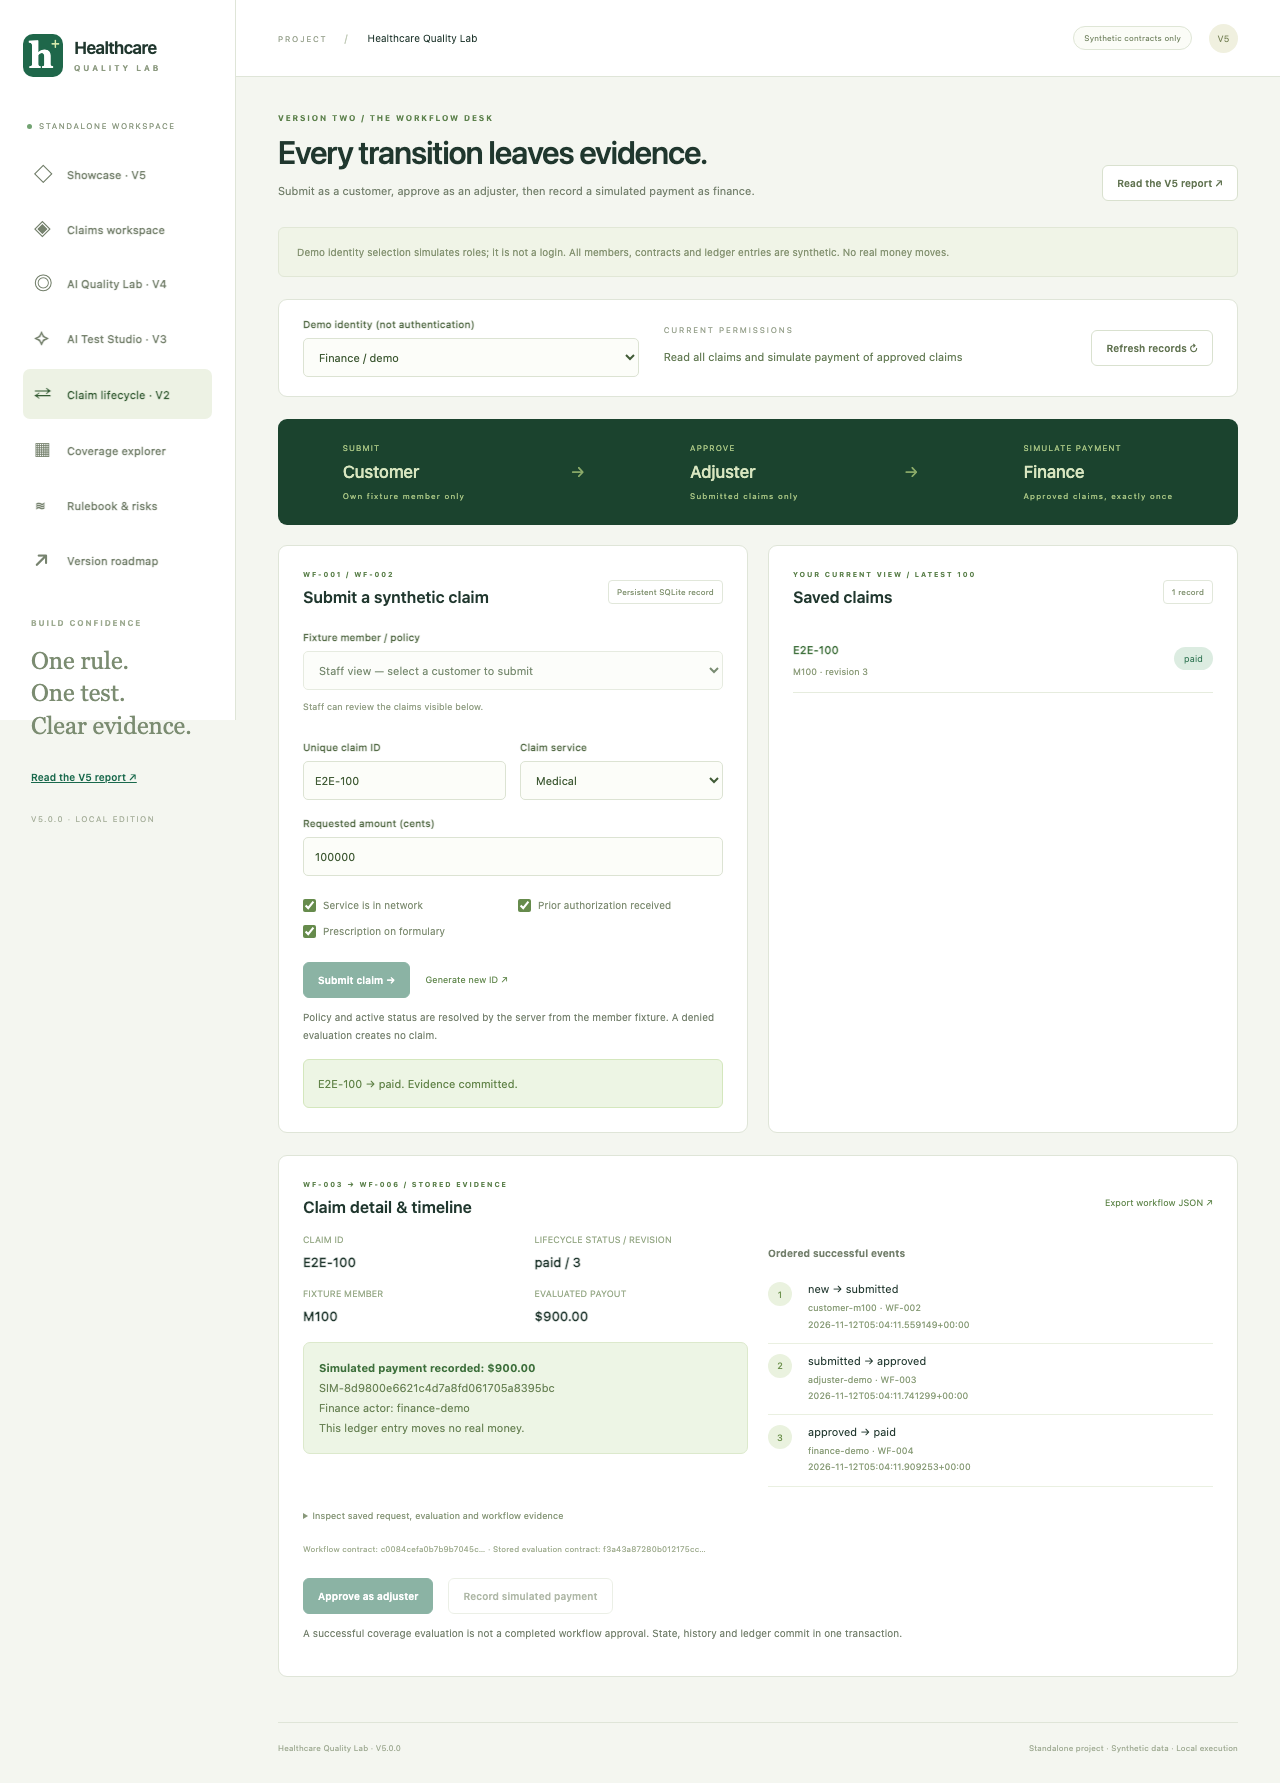 h+
Healthcare
QUALITY LAB
STANDALONE WORKSPACE
Showcase · V5
Claims workspace
AI Quality Lab · V4
AI Test Studio · V3
Claim lifecycle · V2
Coverage explorer
Rulebook & risks
Version roadmap
BUILD CONFIDENCE
One rule.
One test.
Clear evidence.
Read the V5 report ↗
V5.0.0 · LOCAL EDITION
PROJECT / Healthcare Quality Lab
Synthetic contracts only
V5
VERSION TWO / THE WORKFLOW DESK
Every transition leaves evidence.
Submit as a customer, approve as an adjuster, then record a simulated payment as finance.
Read the V5 report ↗
Demo identity selection simulates roles; it is not a login. All members, contracts and ledger entries are synthetic. No real money moves.
Demo identity (not authentication)
Finance / demo
CURRENT PERMISSIONS
Read all claims and simulate payment of approved claims
Refresh records ↻
SUBMIT
Customer
Own fixture member only
→
APPROVE
Adjuster
Submitted claims only
→
SIMULATE PAYMENT
Finance
Approved claims, exactly once
WF-001 / WF-002
Submit a synthetic claim
Persistent SQLite record
Fixture member / policy
Staff view — select a customer to submit
Staff can review the claims visible below.
Unique claim ID
E2E-100
Claim service
Medical
Requested amount (cents)
100000
Service is in network
Prior authorization received
Prescription on formulary
Submit claim →
Generate new ID ↗
Policy and active status are resolved by the server from the member fixture. A denied
evaluation creates no claim.
E2E-100 → paid. Evidence committed.
YOUR CURRENT VIEW / LATEST 100
Saved claims
1 record
E2E-100
M100 · revision 3
paid
WF-003 → WF-006 / STORED EVIDENCE
Claim detail & timeline
Export workflow JSON ↗
CLAIM ID
E2E-100
LIFECYCLE STATUS / REVISION
paid / 3
FIXTURE MEMBER
M100
EVALUATED PAYOUT
$900.00
Simulated payment recorded: $900.00
SIM-8d9800e6621c4d7a8fd061705a8395bc
Finance actor: finance-demo
This ledger entry moves no real money.
Ordered successful events
1
new → submitted
customer-m100 · WF-002
2026-11-12T05:04:11.559149+00:00
2
submitted → approved
adjuster-demo · WF-003
2026-11-12T05:04:11.741299+00:00
3
approved → paid
finance-demo · WF-004
2026-11-12T05:04:11.909253+00:00
Inspect saved request, evaluation and workflow evidence
Workflow contract: c0084cefa0b7b9b7045c… · Stored evaluation contract: f3a43a87280b012175cc…
Approve as adjuster
Record simulated payment
A successful coverage evaluation is not a completed workflow approval. State, history and ledger commit in one transaction.
Healthcare Quality Lab · V5.0.0
Standalone project · Synthetic data · Local execution